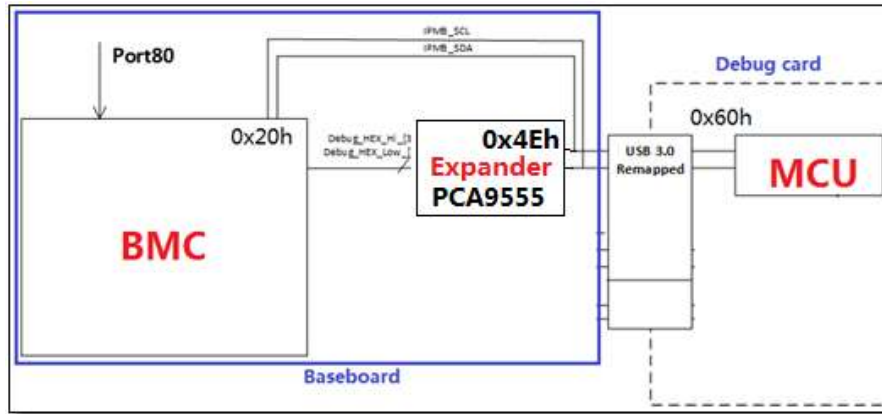 IPMB_SCL
IPMB_SDA
Port80
Debug card
0x20h
0x60h
Debug_HEX_Hi_[3
Debug_HEX_Low_[
0x4Eh
Expander
PCA9555
USB 3.0
Remapped
MCU
BMC
Baseboard